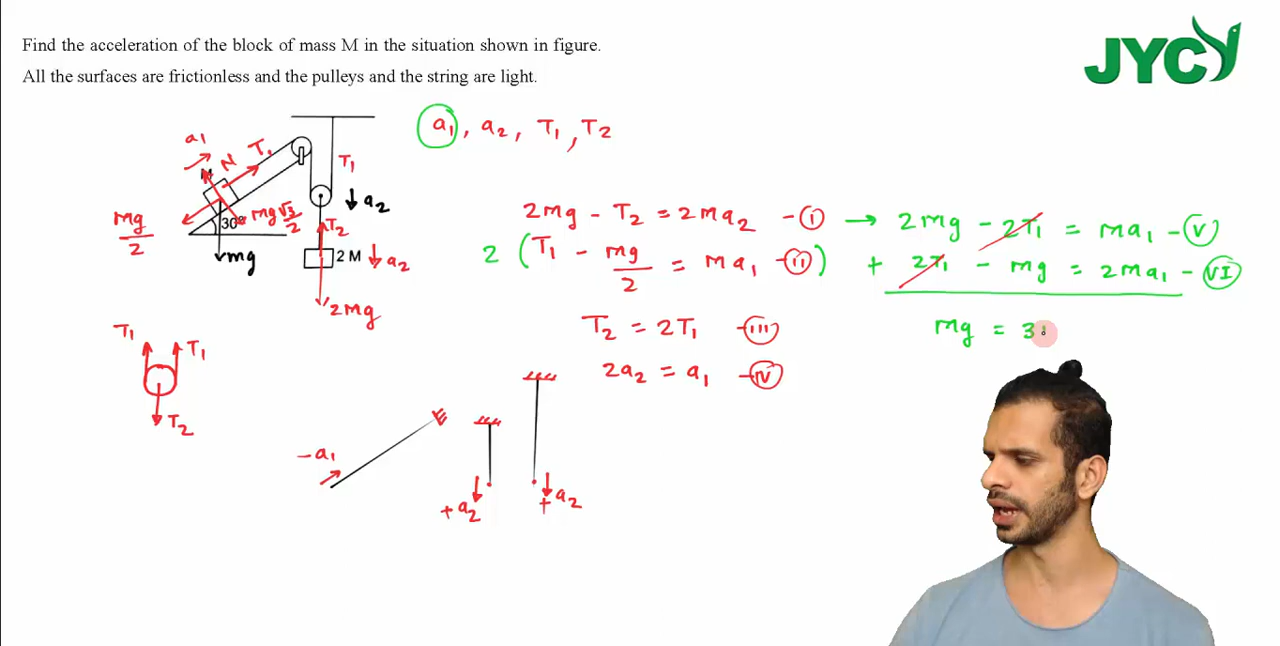 Find the acceleration of the block of mass M in the situation shown in figure.
All the surfaces are frictionless and the pulleys and the string are light.
JYC
a₁, a₂, T₁, T₂
a₁
N
T₁
M
T₁
a₂
mg/2
30°
mg√3/2
T₂
mg
2 M
a₂
2mg
2mg - T₂ = 2ma₂ - (I)
2 (T₁ - mg/2 = ma₁ - (II))
T₂ = 2T₁ - (III)
2a₂ = a₁ - (IV)
→ 2mg - 2T₁ = ma₁ - (V)
+ 2T₁ - mg = 2ma₁ - (VI)
mg = 3
T₁
T₁
T₂
-a₁
+a₂
+a₂